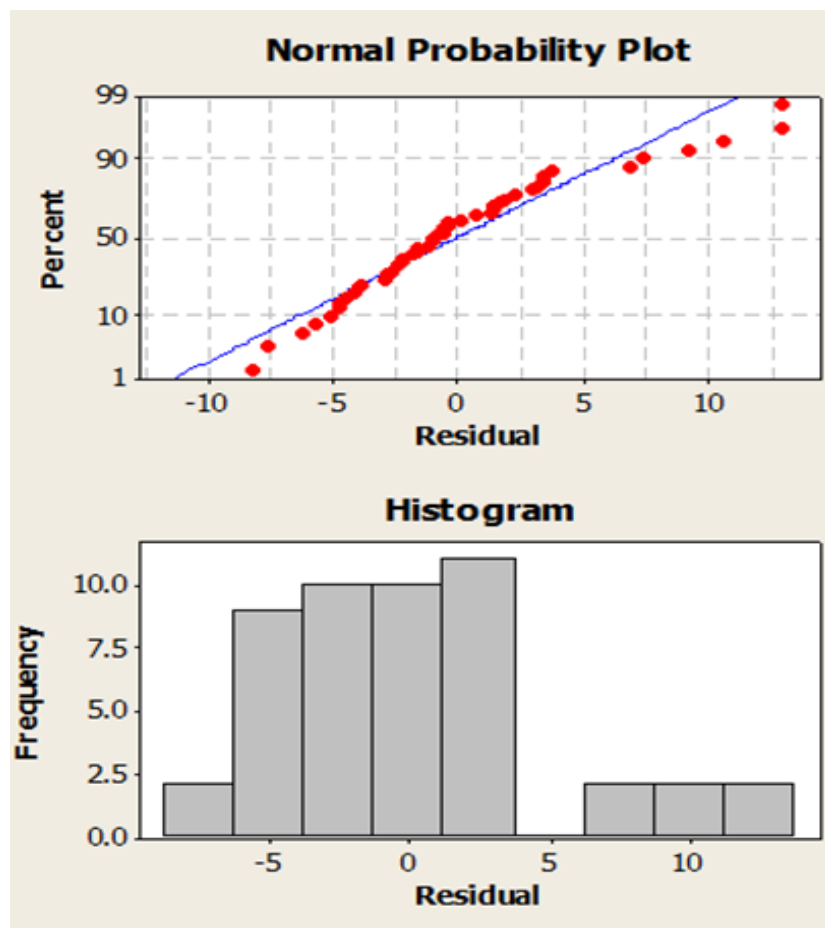 Normal Probability Plot
99
90
50
10
1
Percent
-10 -5 0 5 10
Residual
Histogram
10.0
7.5
5.0
2.5
0.0
Frequency
-5 0 5 10
Residual